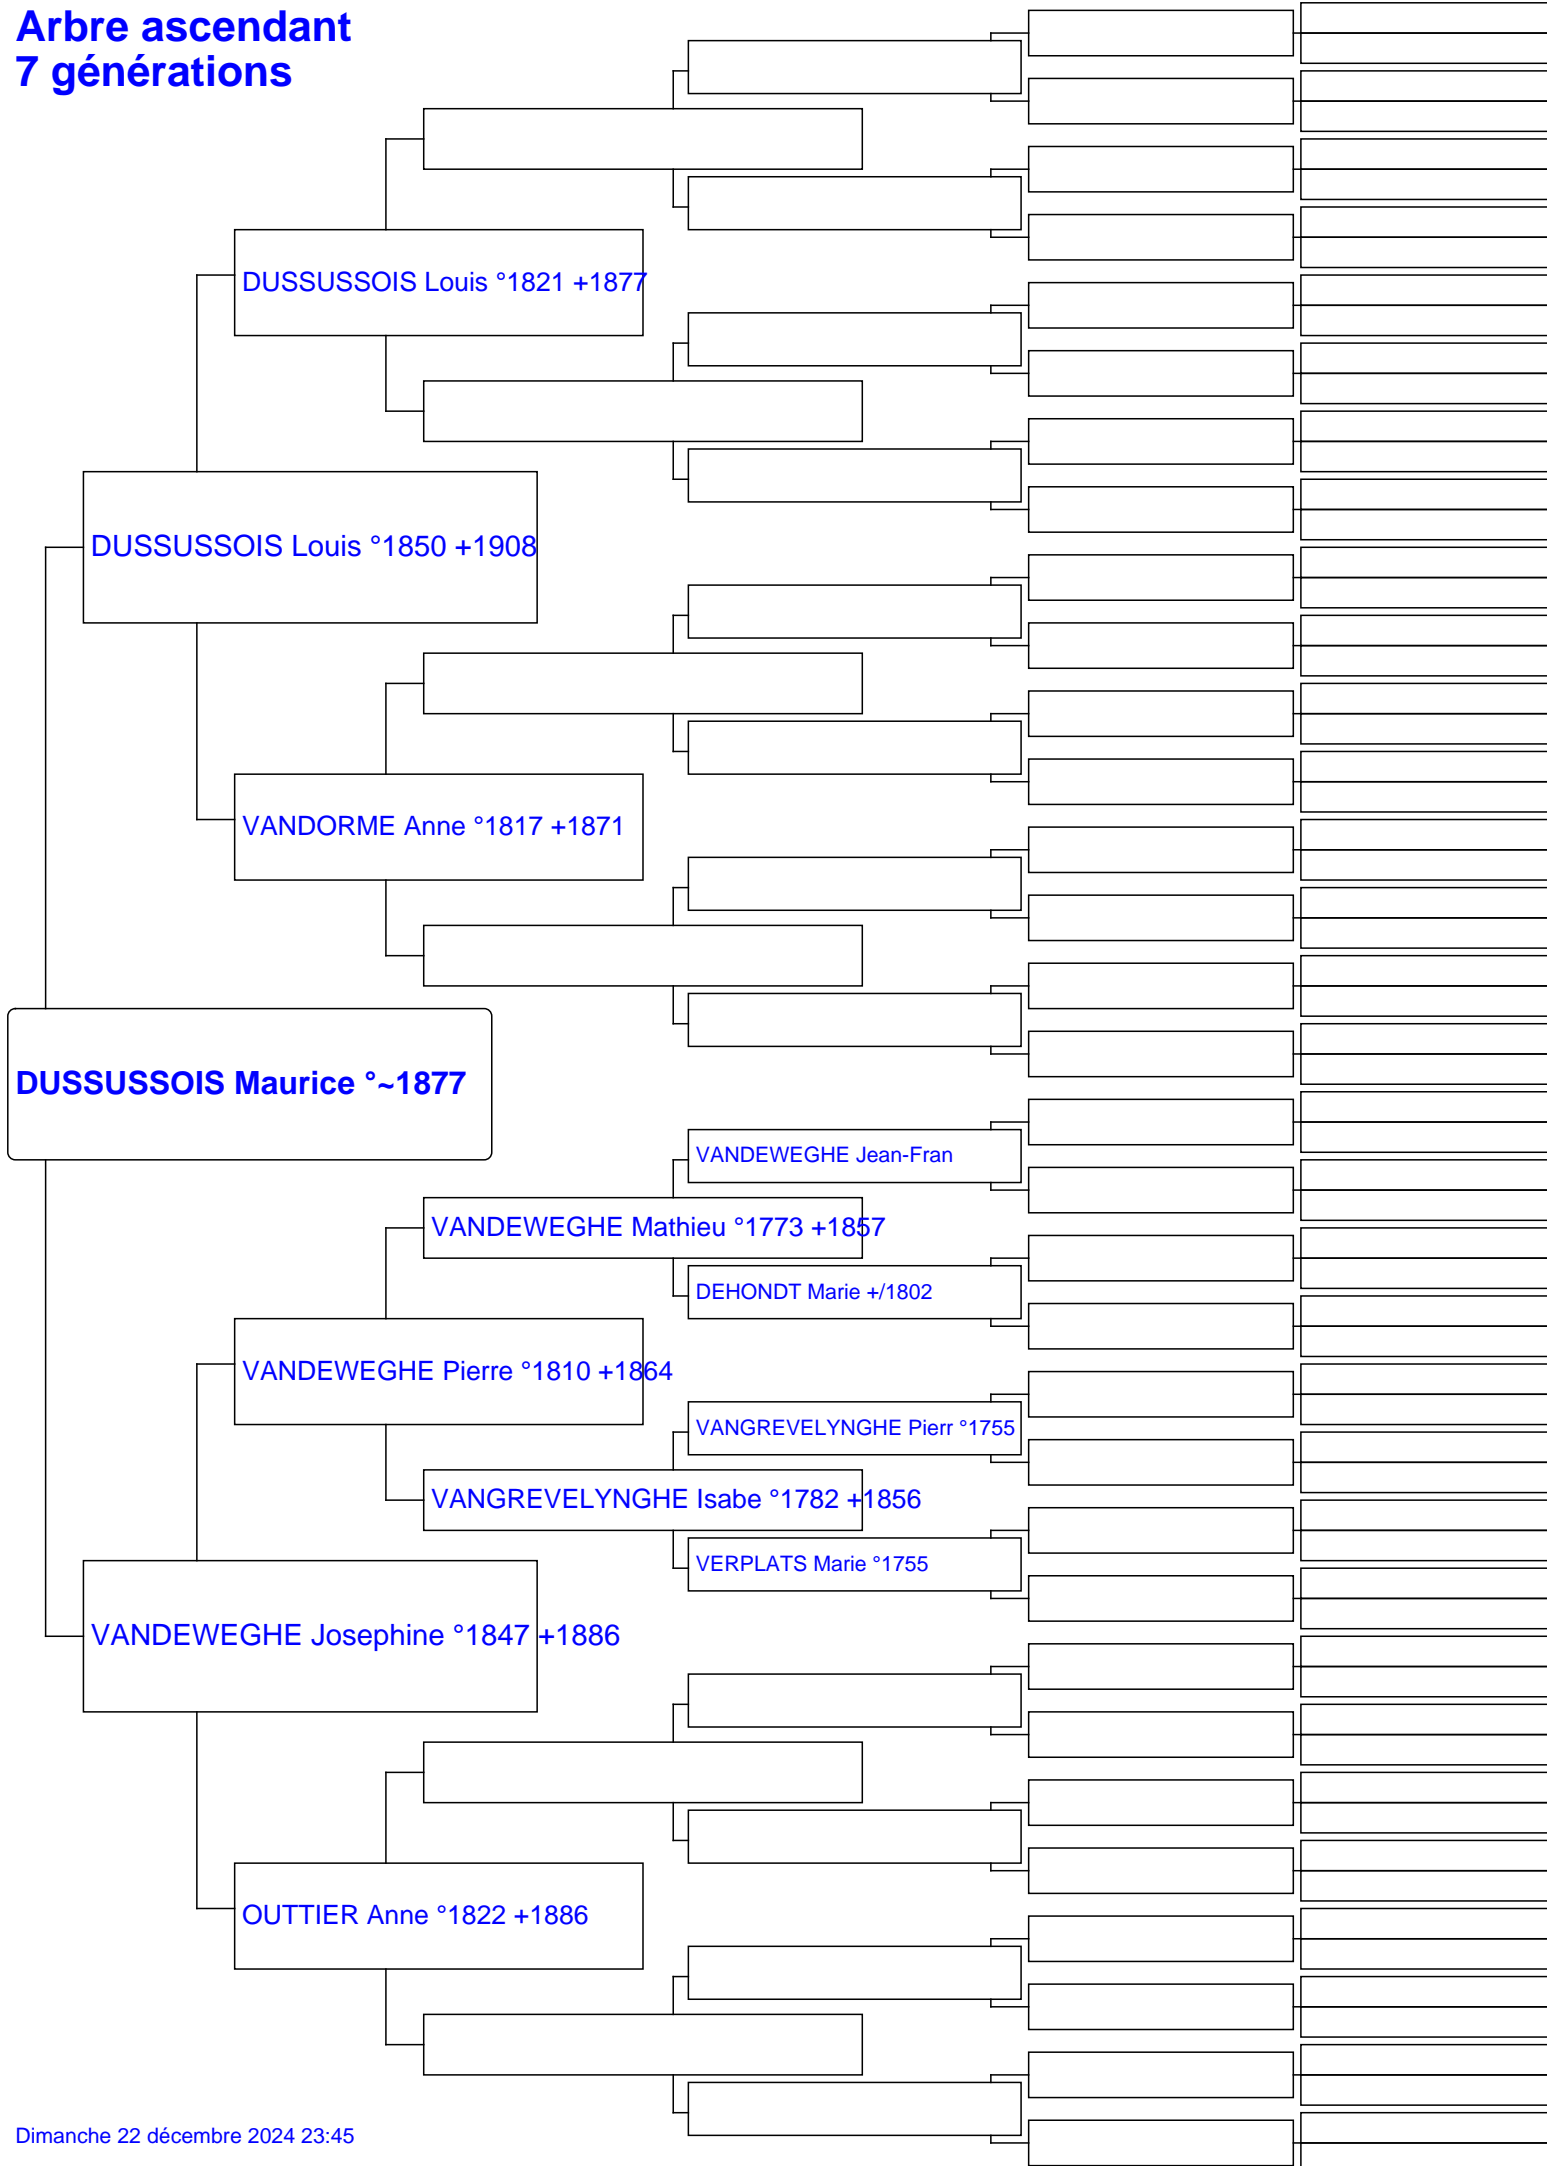 Arbre ascendant
7 générations
DUSSUSSOIS Louis °1821 +1877
DUSSUSSOIS Louis °1850 +1908
VANDORME Anne °1817 +1871
DUSSUSSOIS Maurice °~1877
VANDEWEGHE Jean-Fran
VANDEWEGHE Mathieu °1773 +1857
DEHONDT Marie +/1802
VANDEWEGHE Pierre °1810 +1864
VANGREVELYNGHE Pierr °1755
VANGREVELYNGHE Isabe °1782 +1856
VERPLATS Marie °1755
VANDEWEGHE Josephine °1847 +1886
OUTTIER Anne °1822 +1886
Dimanche 22 décembre 2024 23:45